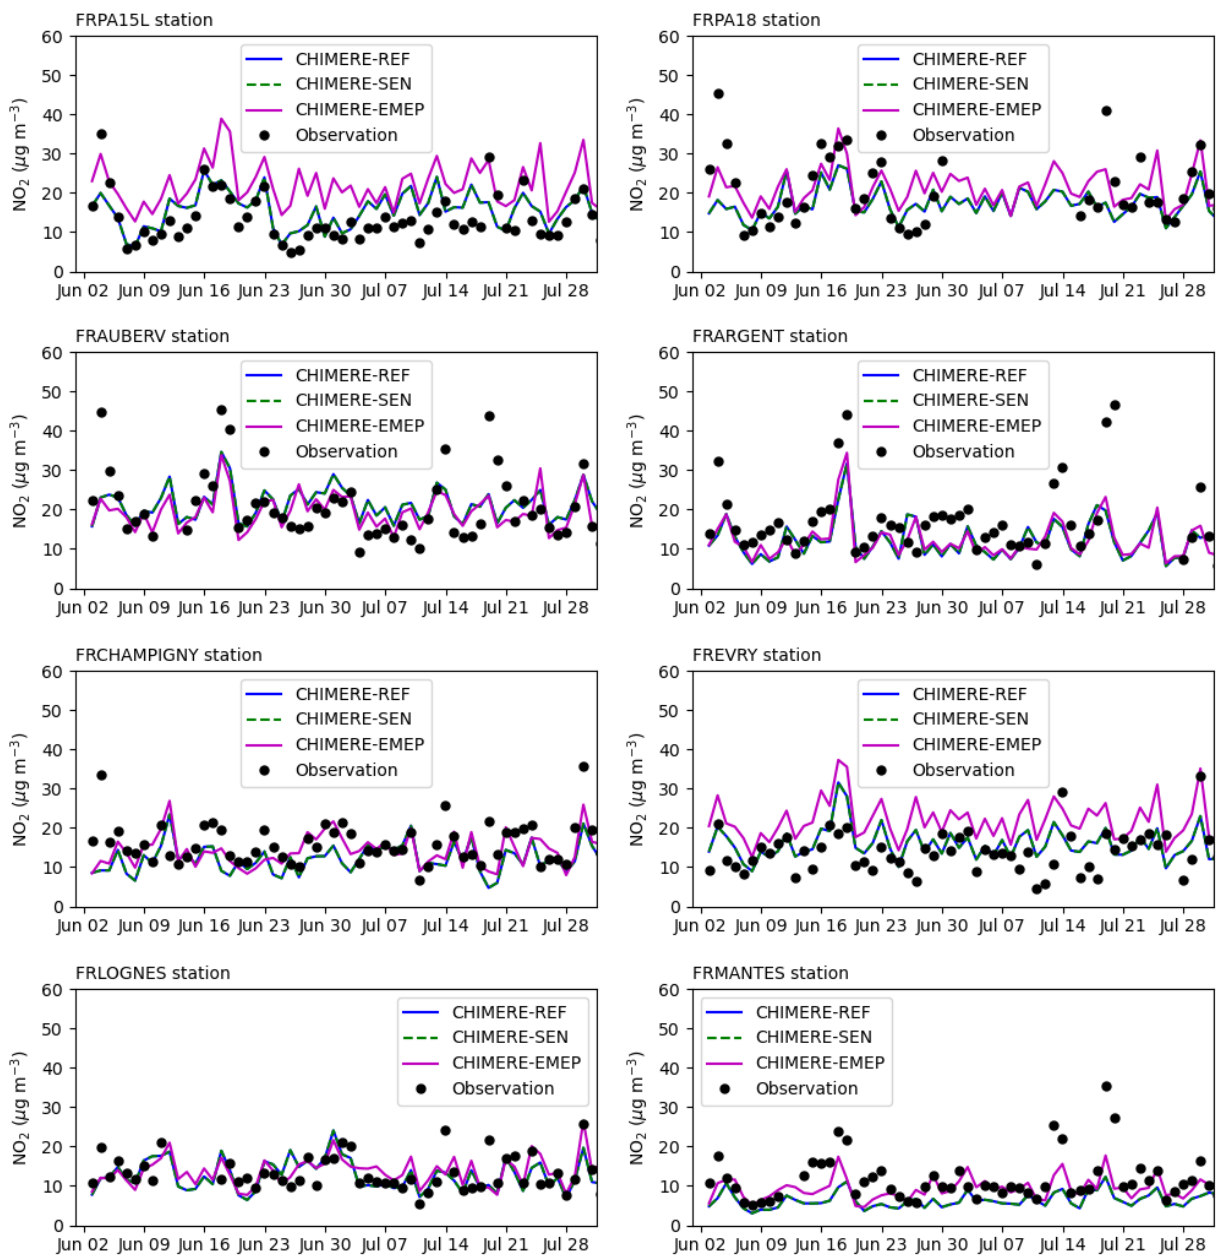 FRPA15L station
NO₂ (μg m⁻³)
60
50
40
30
20
10
0
CHIMERE-REF
CHIMERE-SEN
CHIMERE-EMEP
Observation
Jun 02 Jun 09 Jun 16 Jun 23 Jun 30 Jul 07 Jul 14 Jul 21 Jul 28
FRPA18 station
NO₂ (μg m⁻³)
60
50
40
30
20
10
0
CHIMERE-REF
CHIMERE-SEN
CHIMERE-EMEP
Observation
Jun 02 Jun 09 Jun 16 Jun 23 Jun 30 Jul 07 Jul 14 Jul 21 Jul 28
FRAUBERV station
NO₂ (μg m⁻³)
60
50
40
30
20
10
0
CHIMERE-REF
CHIMERE-SEN
CHIMERE-EMEP
Observation
Jun 02 Jun 09 Jun 16 Jun 23 Jun 30 Jul 07 Jul 14 Jul 21 Jul 28
FRARGENT station
NO₂ (μg m⁻³)
60
50
40
30
20
10
0
CHIMERE-REF
CHIMERE-SEN
CHIMERE-EMEP
Observation
Jun 02 Jun 09 Jun 16 Jun 23 Jun 30 Jul 07 Jul 14 Jul 21 Jul 28
FRCHAMPIGNY station
NO₂ (μg m⁻³)
60
50
40
30
20
10
0
CHIMERE-REF
CHIMERE-SEN
CHIMERE-EMEP
Observation
Jun 02 Jun 09 Jun 16 Jun 23 Jun 30 Jul 07 Jul 14 Jul 21 Jul 28
FREVRY station
NO₂ (μg m⁻³)
60
50
40
30
20
10
0
CHIMERE-REF
CHIMERE-SEN
CHIMERE-EMEP
Observation
Jun 02 Jun 09 Jun 16 Jun 23 Jun 30 Jul 07 Jul 14 Jul 21 Jul 28
FRLOGNES station
NO₂ (μg m⁻³)
60
50
40
30
20
10
0
CHIMERE-REF
CHIMERE-SEN
CHIMERE-EMEP
Observation
Jun 02 Jun 09 Jun 16 Jun 23 Jun 30 Jul 07 Jul 14 Jul 21 Jul 28
FRMANTES station
NO₂ (μg m⁻³)
60
50
40
30
20
10
0
CHIMERE-REF
CHIMERE-SEN
CHIMERE-EMEP
Observation
Jun 02 Jun 09 Jun 16 Jun 23 Jun 30 Jul 07 Jul 14 Jul 21 Jul 28